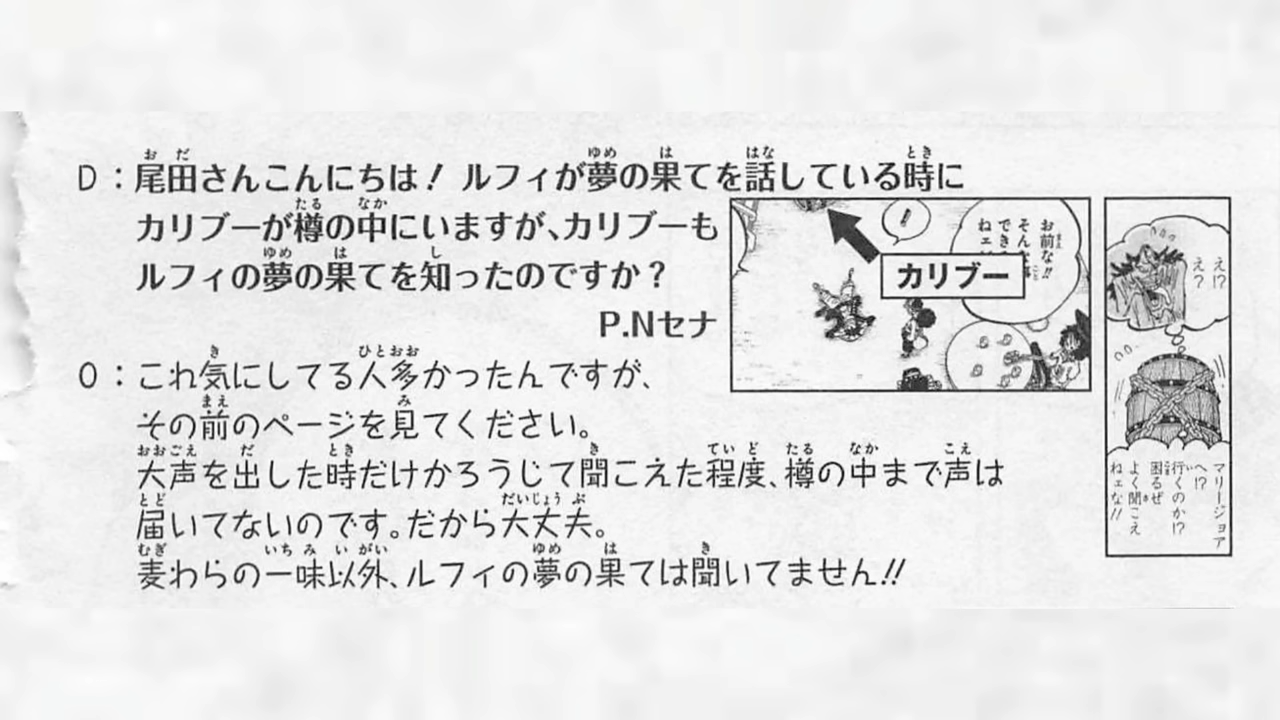 D：尾田さんこんにちは！ ルフィが夢の果てを話している時に
カリブーが樽の中にいますが、カリブーも
ルフィの夢の果てを知ったのですか？
P.Nセナ
O：これ気にしてる人多かったんですが、
その前のページを見てください。
大声を出した時だけかろうじて聞こえた程度、樽の中まで声は
届いてないのです。だから大丈夫。
麦わらの一味以外、ルフィの夢の果ては聞いてません!!
お前な!!
ねェ
！
カリブー
え!?
え？
マリージョア
へ!?
行くのか!?
困るぜ
よく聞こえ
ねェな!!